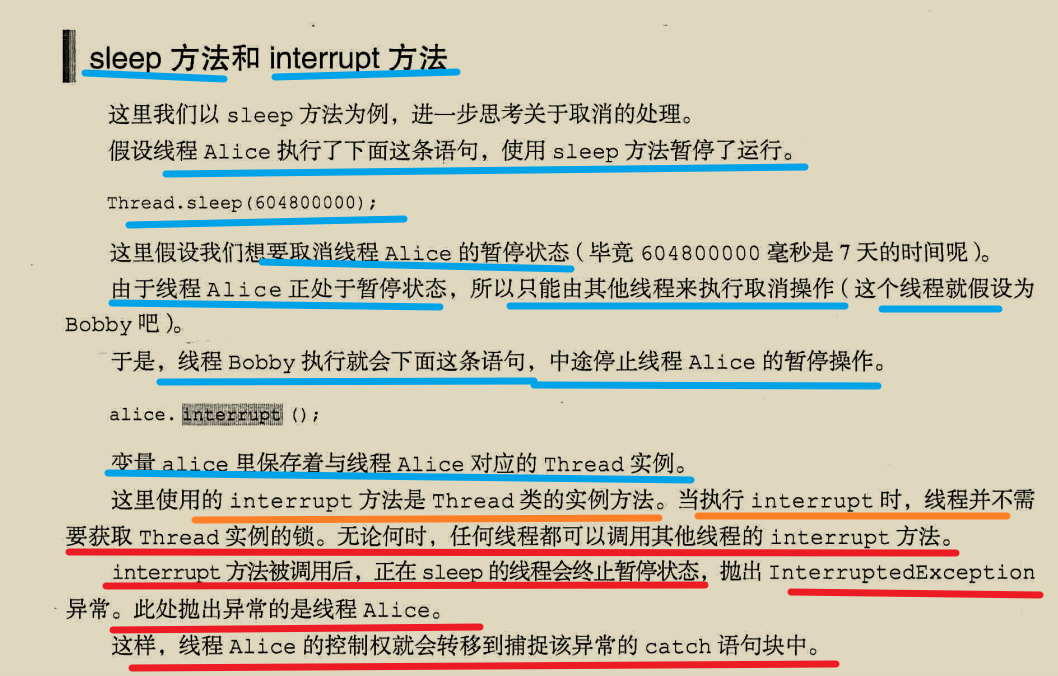 sleep 方法和 interrupt 方法
这里我们以 sleep 方法为例，进一步思考关于取消的处理。
假设线程 Alice 执行了下面这条语句，使用 sleep 方法暂停了运行。
Thread.sleep(604800000);
这里假设我们想要取消线程 Alice 的暂停状态（毕竟 604800000 毫秒是 7 天的时间呢）。
由于线程 Alice 正处于暂停状态，所以只能由其他线程来执行取消操作（这个线程就假设为
Bobby 吧）。
于是，线程 Bobby 执行就会下面这条语句，中途停止线程 Alice 的暂停操作。
alice. interrupt ();
变量 alice 里保存着与线程 Alice 对应的 Thread 实例。
这里使用的 interrupt 方法是 Thread 类的实例方法。当执行 interrupt 时，线程并不需
要获取 Thread 实例的锁。无论何时，任何线程都可以调用其他线程的 interrupt 方法。
interrupt 方法被调用后，正在 sleep 的线程会终止暂停状态，抛出 InterruptedException
异常。此处抛出异常的是线程 Alice。
这样，线程 Alice 的控制权就会转移到捕捉该异常的 catch 语句块中。